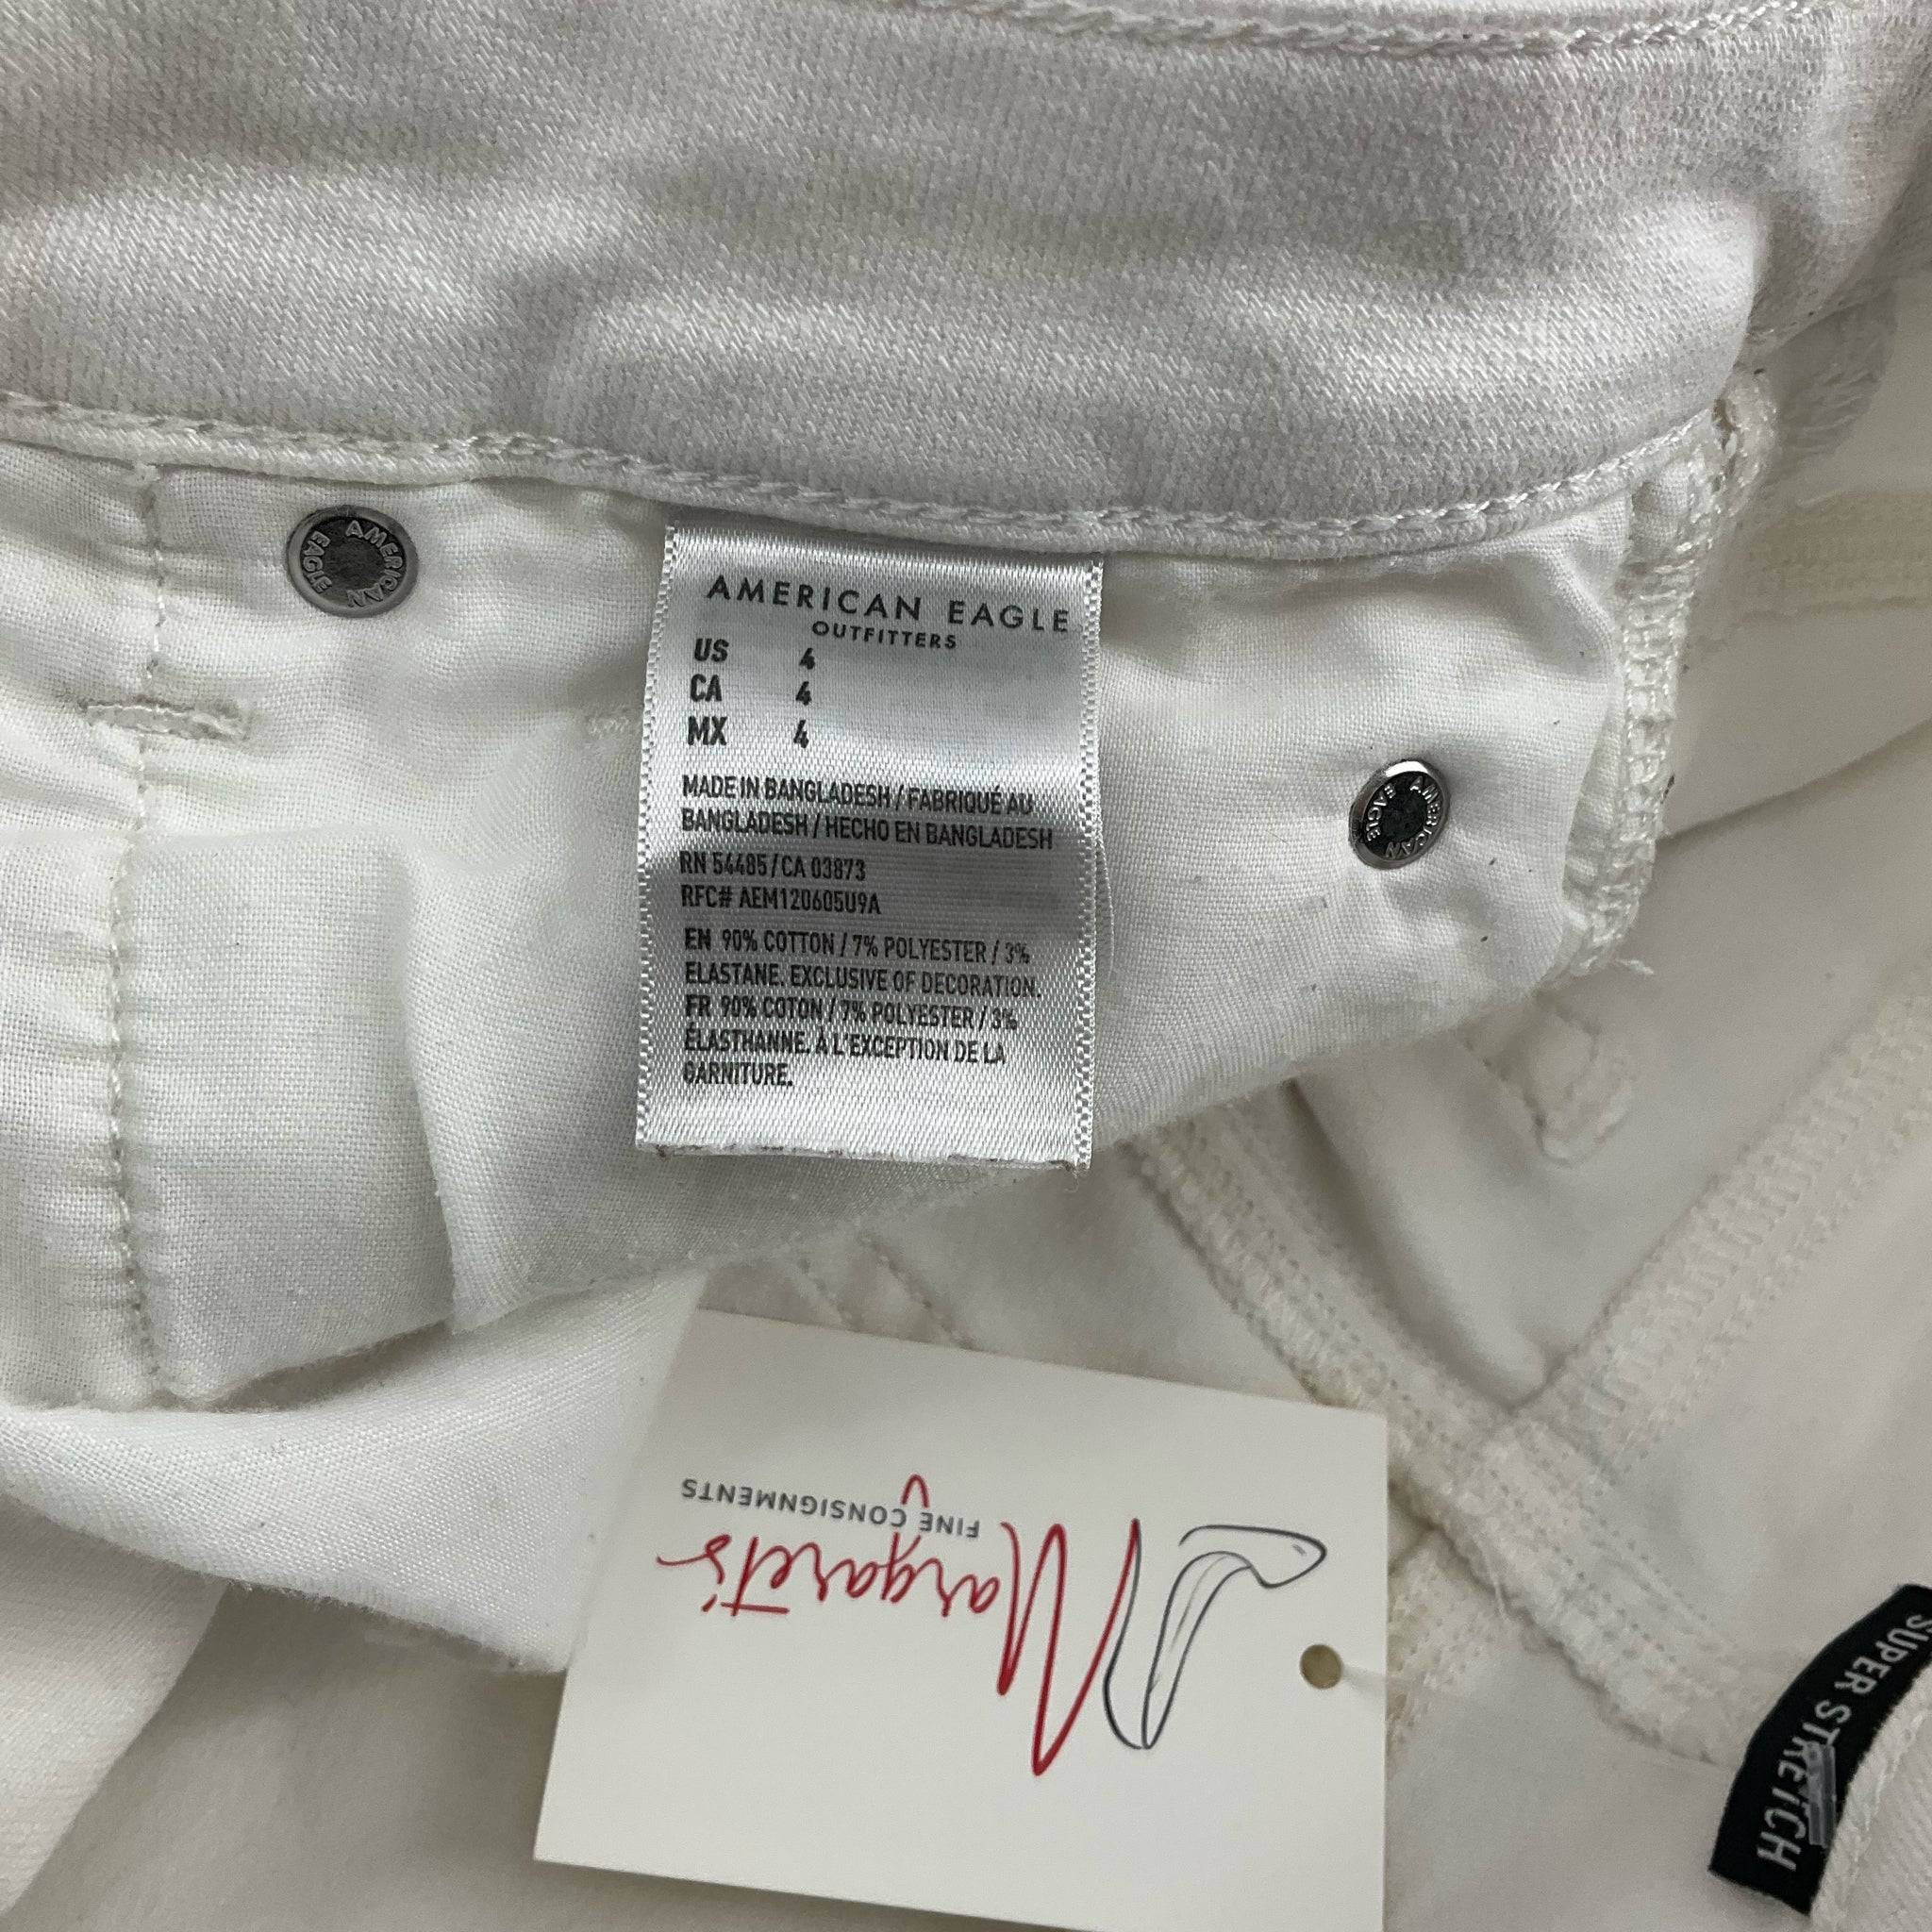 AMERICAN EAGLE
AMERICAN EAGLE
OUTFITTERS
US 4
CA 4
MX 4
MADE IN BANGLADESH / FABRIQUÉ AU
BANGLADESH / HECHO EN BANGLADESH
RN 54485 / CA 03873
RFC# AEM120605U9A
EN 90% COTTON / 7% POLYESTER / 3%
ELASTANE. EXCLUSIVE OF DECORATION.
FR 90% COTON / 7% POLYESTER / 3%
ÉLASTHANNE. À L'EXCEPTION DE LA
GARNITURE.
AMERICAN EAGLE
Margaret's
FINE CONSIGNMENTS
SUPER STRETCH